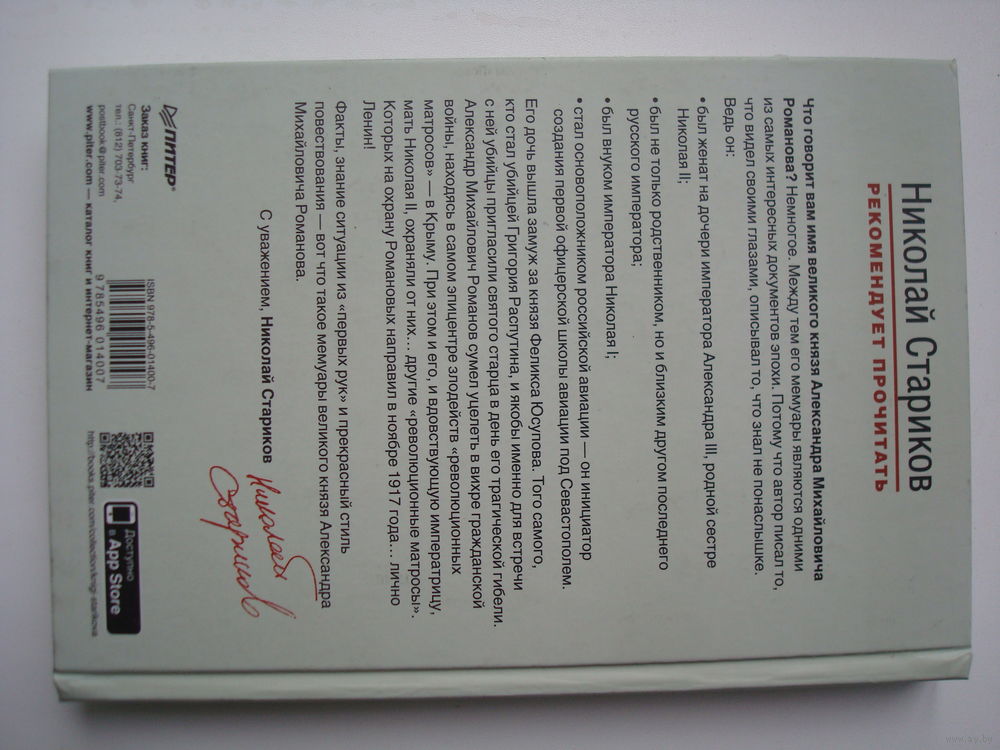 Николай Стариков
РЕКОМЕНДУЕТ ПРОЧИТАТЬ
Что говорит вам имя великого князя Александра Михайловича
Романова? Немногое. Между тем его мемуары являются одними
из самых интересных документов эпохи. Потому что автор писал то,
что видел своими глазами, описывал то, что знал не понаслышке.
Ведь он:
• был женат на дочери императора Александра III, родной сестре
Николая II;
• был не только родственником, но и близким другом последнего
русского императора;
• был внуком императора Николая I;
• стал основоположником российской авиации — он инициатор
создания первой офицерской школы авиации под Севастополем.
Его дочь вышла замуж за князя Феликса Юсупова. Того самого,
кто стал убийцей Григория Распутина, и якобы именно для встречи
с ней убийцы пригласили святого старца в день его трагической гибели.
Александр Михайлович Романов сумел уцелеть в вихре гражданской
войны, находясь в самом эпицентре злодейств «революционных
матросов» — в Крыму. При этом и его, и вдовствующую императрицу,
мать Николая II, охраняли от них... другие «революционные матросы».
Которых на охрану Романовых направил в ноябре 1917 года.... лично
Ленин!
Факты, знание ситуации из «первых рук» и прекрасный стиль
повествования — вот что такое мемуары великого князя Александра
Михайловича Романова.
С уважением, Николай Стариков
Николай
Стариков
ПИТЕР®
Заказ книг:
Санкт-Петербург
тел.: (812) 703-73-74,
postbook@piter.com
www.piter.com — каталог книг и интернет-магазин
ISBN 978-5-496-01400-7
9 785496 014007
Доступно
в App Store
http://books.piter.com/collection/knigi-starikova
www.ay.by